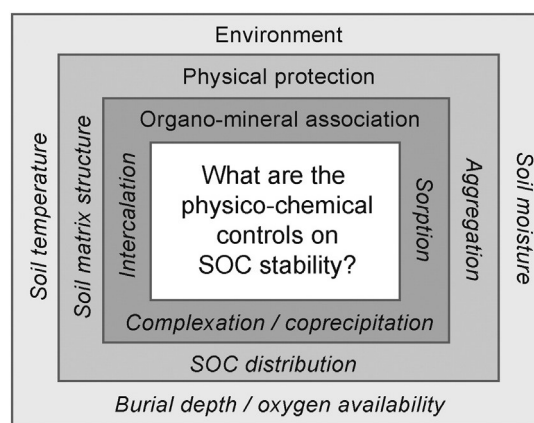 Environment
Physical protection
Organo-mineral association
Soil temperature
Soil matrix structure
Intercalation
What are the
physico-chemical
controls on
SOC stability?
Sorption
Aggregation
Soil moisture
Complexation / coprecipitation
SOC distribution
Burial depth / oxygen availability